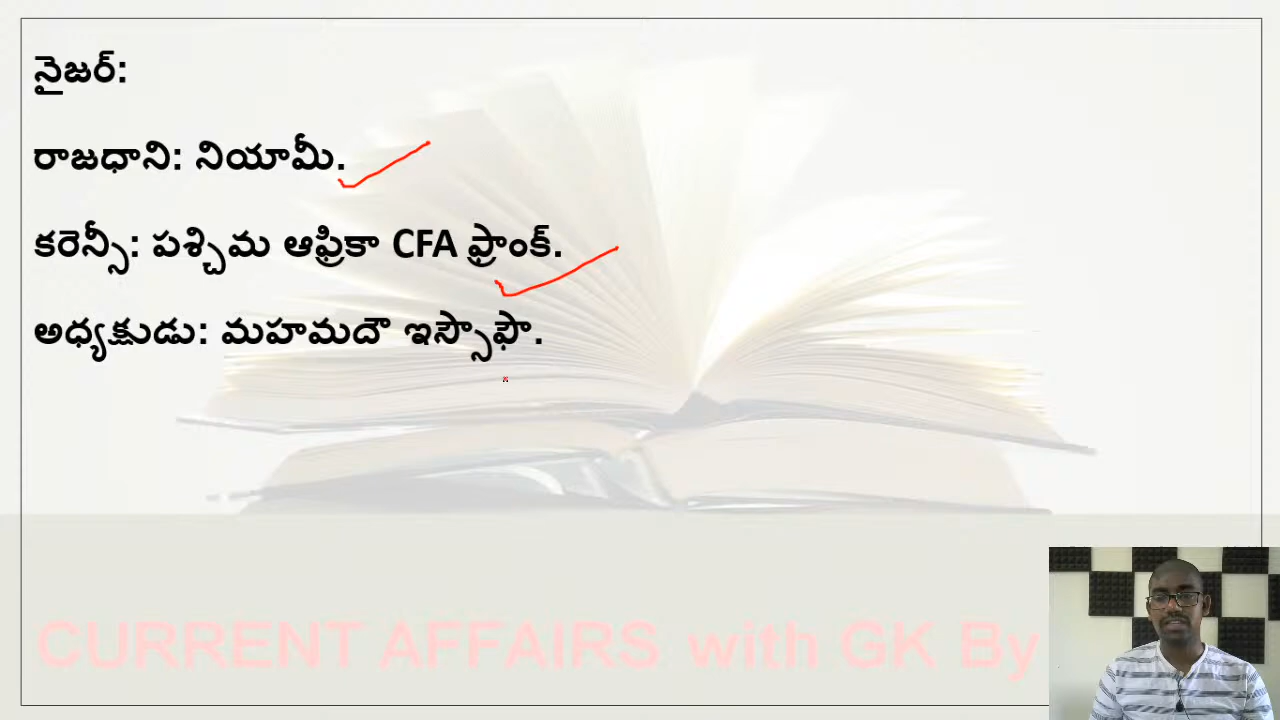 నైజర్:
రాజధాని: నియామీ.
కరెన్సీ: పశ్చిమ ఆఫ్రికా CFA ఫ్రాంక్.
అధ్యక్షుడు: మహమదౌ ఇస్సౌఫౌ.
CURRENT AFFAIRS with GK By